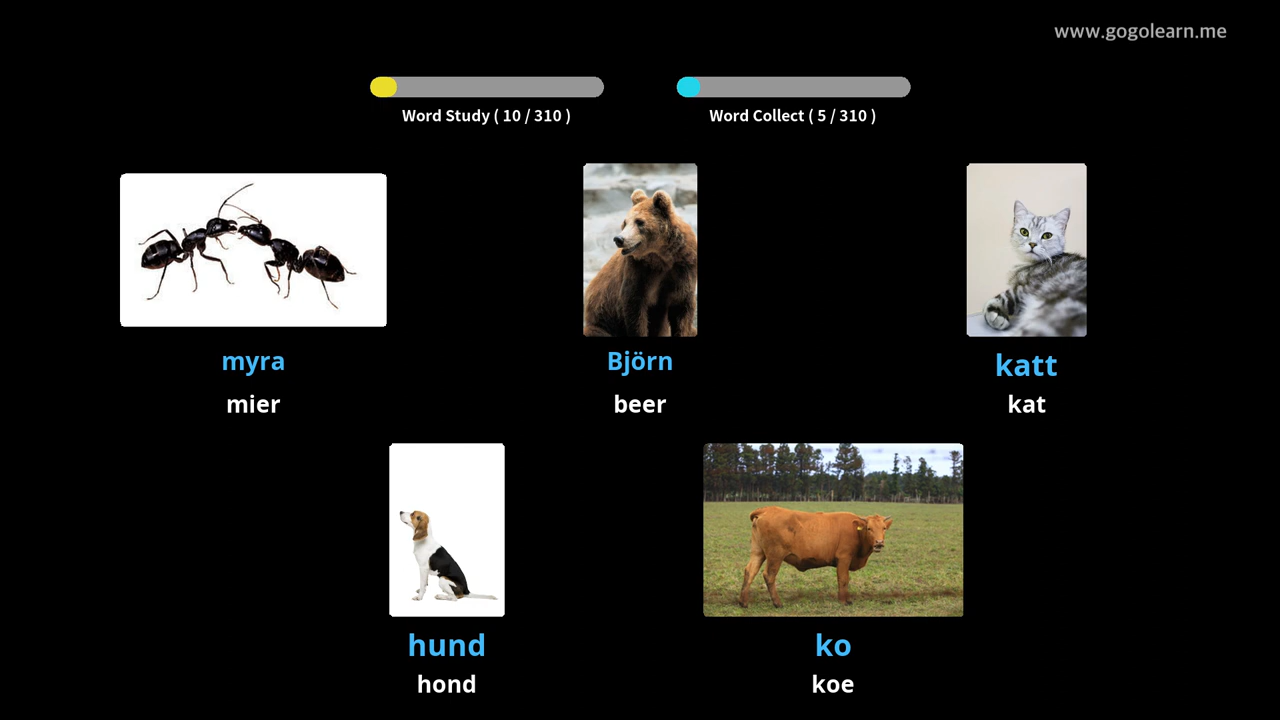 www.gogolearn.me
Word Study ( 10 / 310 )
Word Collect ( 5 / 310 )
myra
mier
Björn
beer
katt
kat
hund
hond
ko
koe